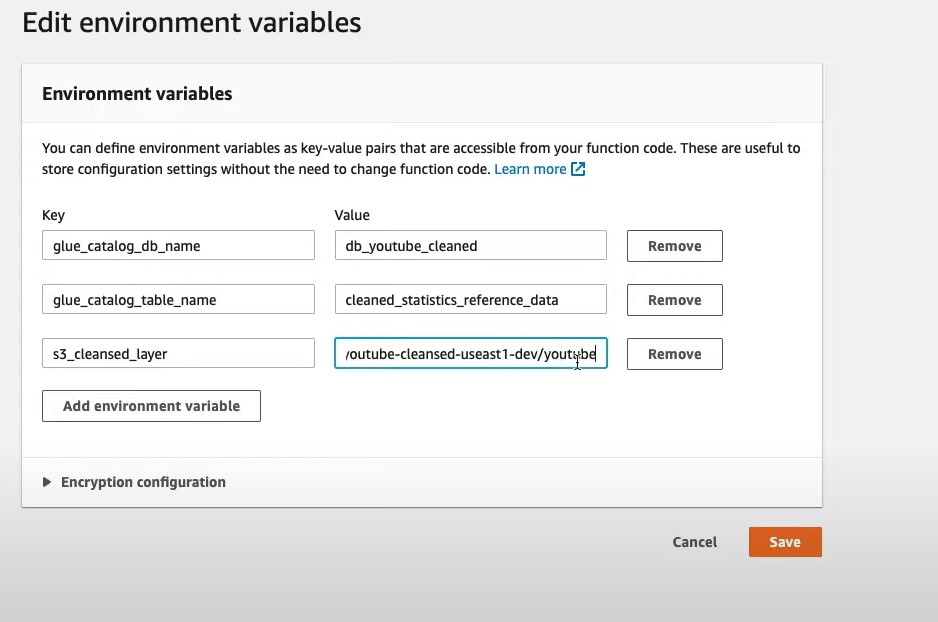 Edit environment variables
Environment variables
You can define environment variables as key-value pairs that are accessible from your function code. These are useful to
store configuration settings without the need to change function code. Learn more
Key Value
glue_catalog_db_name db_youtube_cleaned Remove
glue_catalog_table_name cleaned_statistics_reference_data Remove
s3_cleansed_layer youtube-cleansed-useast1-dev/youtube Remove
Add environment variable
Encryption configuration
Cancel Save